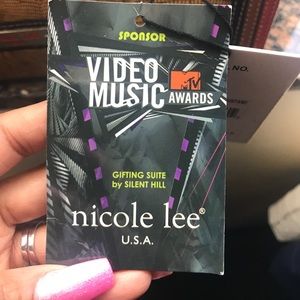 SPONSOR
VIDEO
MUSIC
MTV
AWARDS
GIFTING SUITE
by SILENT HILL
nicole lee®
U.S.A.
NO.